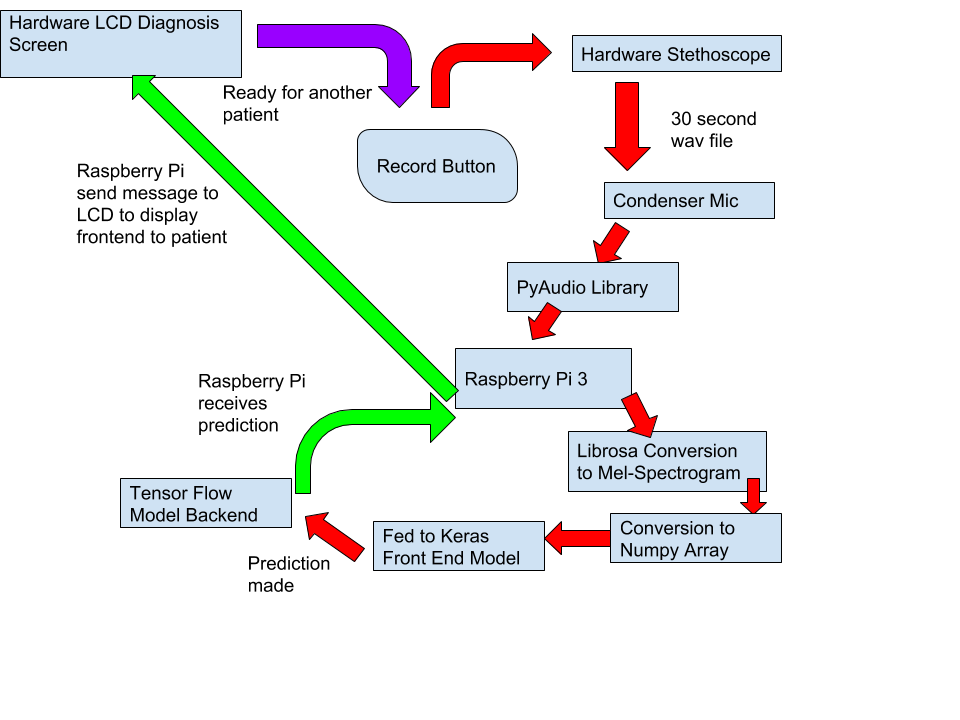 Hardware LCD Diagnosis
Screen
Ready for another
patient
Record Button
Hardware Stethoscope
30 second
wav file
Condenser Mic
PyAudio Library
Raspberry Pi
send message to
LCD to display
frontend to patient
Raspberry Pi 3
Raspberry Pi
receives
prediction
Librosa Conversion
to Mel-Spectrogram
Conversion to
Numpy Array
Fed to Keras
Front End Model
Prediction
made
Tensor Flow
Model Backend